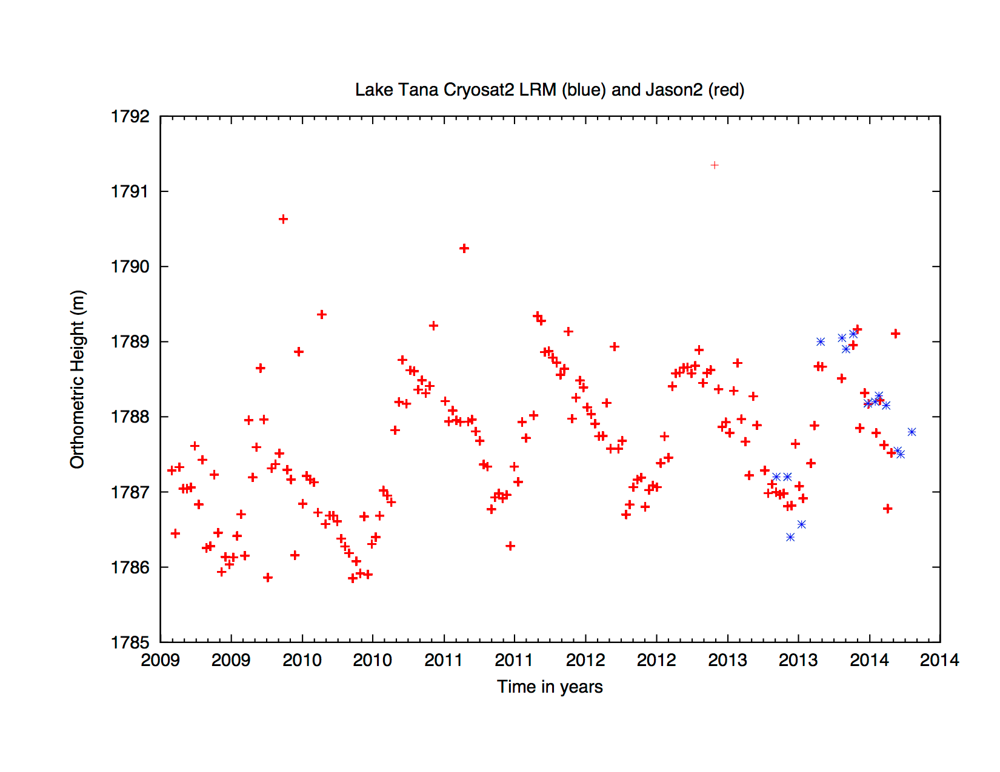 Lake Tana Cryosat2 LRM (blue) and Jason2 (red)
1792
1791
1790
1789
1788
1787
1786
1785
Orthometric Height (m)
2009 2009 2010 2010 2011 2011 2012 2012 2013 2013 2014 2014
Time in years